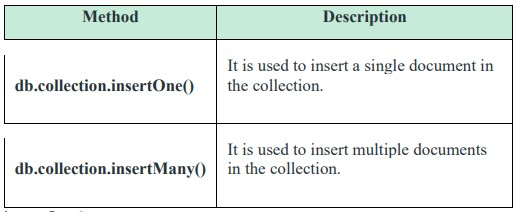 Method Description
It is used to insert a single document in
db.collection.insertOne() the collection.
It is used to insert multiple documents
db.collection.insertMany() in the collection.